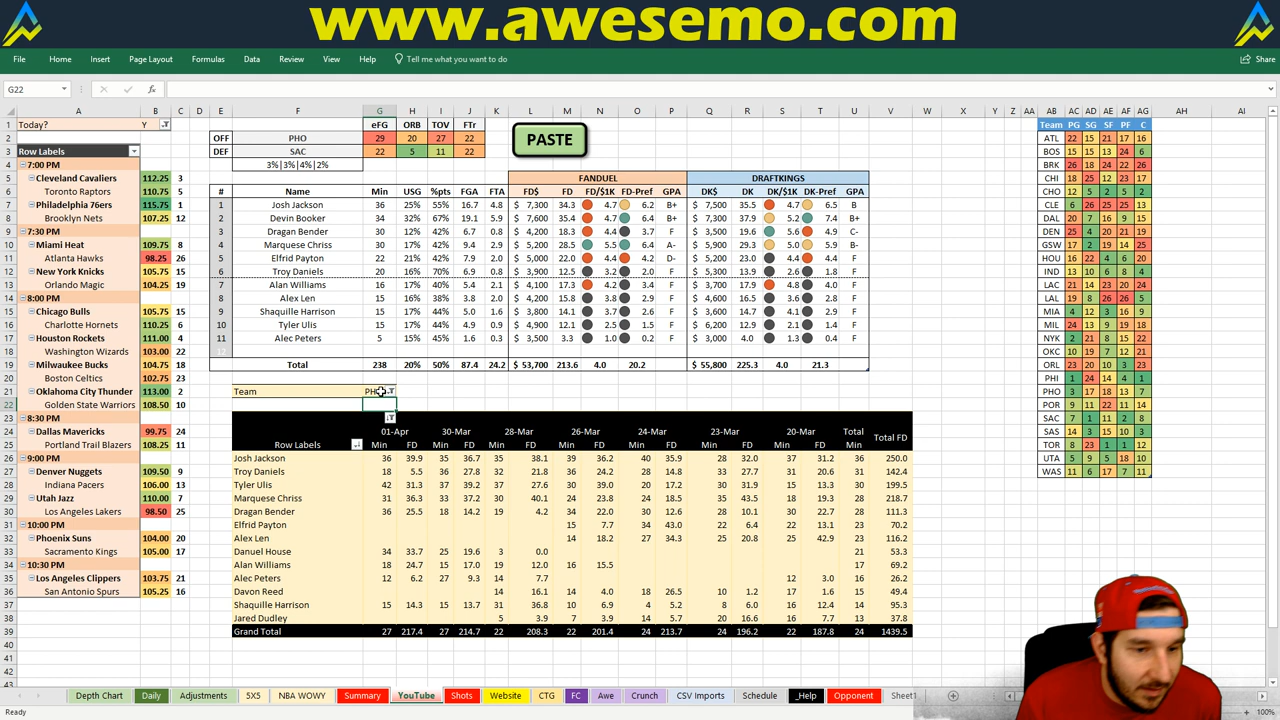 www.awesemo.com
File Home Insert Page Layout Formulas Data Review View Help Tell me what you want to do Share
G22 fx
A B C D E F G H I J K L M N O P Q R S T U V W X Y Z AA AB AC AD AE AF AG AH AI
Today? Y
Row Labels
7:00 PM
Cleveland Cavaliers 112.25 3
Toronto Raptors 110.75 5
Philadelphia 76ers 115.75 1
Brooklyn Nets 107.25 12
7:30 PM
Miami Heat 109.75 8
Atlanta Hawks 98.25 26
New York Knicks 105.75 15
Orlando Magic 104.25 19
8:00 PM
Chicago Bulls 105.75 15
Charlotte Hornets 110.25 6
Houston Rockets 111.00 4
Washington Wizards 103.00 22
Milwaukee Bucks 104.75 18
Boston Celtics 102.75 23
Oklahoma City Thunder 113.00 2
Golden State Warriors 108.50 10
8:30 PM
Dallas Mavericks 99.75 24
Portland Trail Blazers 108.25 11
9:00 PM
Denver Nuggets 109.50 9
Indiana Pacers 106.00 13
Utah Jazz 110.00 7
Los Angeles Lakers 98.50 25
10:00 PM
Phoenix Suns 104.00 20
Sacramento Kings 105.00 17
10:30 PM
Los Angeles Clippers 103.75 21
San Antonio Spurs 105.25 16
eFG ORB TOV FTr
OFF PHO 29 20 27 22
DEF SAC 22 5 11 22
3%|3%|4%|2%
PASTE
FANDUEL DRAFTKINGS
# Name Min USG %pts FGA FTA FD$ FD FD/$1K FD-Pref GPA DK$ DK DK/$1K DK-Pref GPA
1 Josh Jackson 36 25% 55% 16.7 4.8 $ 7,300 34.3 4.7 6.2 B+ $ 7,500 35.5 4.7 6.5 B
2 Devin Booker 34 32% 67% 19.1 5.9 $ 7,600 35.4 4.7 6.4 B+ $ 7,300 37.9 5.2 7.4 B+
3 Dragan Bender 30 12% 42% 6.7 0.8 $ 4,200 18.3 4.4 3.7 F $ 3,500 19.6 5.6 4.9 C-
4 Marquese Chriss 32 17% 44% 9.0 2.4 $ 5,200 28.5 5.5 6.4 A- $ 5,900 29.3 5.0 5.9 B-
5 Elfrid Payton 22 21% 44% 7.9 2.0 $ 5,000 22.0 4.4 4.2 D- $ 5,200 23.0 4.4 4.4 F
6 Troy Daniels 20 16% 70% 6.9 0.8 $ 3,900 12.5 3.2 2.0 F $ 5,300 13.9 2.6 1.8 F
7 Alan Williams 16 17% 40% 5.4 2.1 $ 4,100 17.3 4.2 3.4 F $ 3,700 17.9 4.8 4.0 F
8 Alex Len 15 16% 38% 3.8 2.0 $ 4,200 15.8 3.8 2.9 F $ 4,600 16.5 3.6 2.8 F
9 Shaquille Harrison 15 17% 44% 5.0 1.6 $ 3,800 14.1 3.7 2.6 F $ 3,600 14.7 4.1 2.9 F
10 Tyler Ulis 15 17% 44% 4.9 0.9 $ 4,900 12.1 2.5 1.5 F $ 6,200 12.9 2.1 1.4 F
11 Alec Peters 5 15% 45% 1.6 0.3 $ 3,500 3.3 1.0 0.2 F $ 3,000 4.0 1.3 0.4 F
12
Total 238 20% 50% 87.4 24.2 $ 53,700 213.6 4.0 20.2 $ 55,800 225.3 4.0 21.3
Team
01-Apr 30-Mar 28-Mar 26-Mar 24-Mar 23-Mar 20-Mar Total Total FD
Row Labels Min FD Min FD Min FD Min FD Min FD Min FD Min FD Min
Josh Jackson 36 39.9 35 36.7 35 38.1 39 36.2 40 35.9 28 32.0 37 31.2 36 250.0
Troy Daniels 18 5.5 36 27.8 32 21.8 36 24.2 28 14.8 33 27.7 31 20.6 31 142.4
Tyler Ulis 42 31.3 37 39.2 37 27.6 30 39.0 20 17.2 30 31.9 15 13.3 30 199.5
Marquese Chriss 31 36.3 33 37.2 30 40.1 24 23.8 24 18.5 35 43.5 18 19.3 28 218.7
Dragan Bender 36 25.5 18 14.2 19 4.2 34 22.0 30 12.6 28 10.1 30 22.7 28 111.3
Elfrid Payton 15 7.7 34 43.0 22 6.4 22 13.1 23 70.2
Alex Len 14 18.2 27 34.3 25 20.8 25 42.9 23 116.2
Danuel House 34 33.7 25 19.6 3 0.0 21 53.3
Alan Williams 18 24.7 15 17.0 19 12.0 16 15.5 17 69.2
Alec Peters 12 6.2 27 9.3 14 7.7 12 3.0 16 26.2
Davon Reed 14 16.1 14 4.0 18 26.5 10 1.2 17 1.6 15 49.4
Shaquille Harrison 15 14.3 15 13.7 31 36.8 10 6.9 4 5.2 8 6.0 16 12.4 14 95.3
Jared Dudley 5 3.9 7 3.9 14 5.7 20 16.6 7 7.7 13 37.8
Grand Total 27 217.4 27 214.7 22 208.3 22 201.4 24 213.7 24 196.2 22 187.8 24 1439.5
Team PG SG SF PF C
ATL 22 15 21 17 17
BOS 15 15 13 24 6
BRK 26 22 18 22 23
CHI 18 25 12 23 17
CHO 12 5 2 5 2
CLE 6 8 15 2 13
DAL 20 7 16 9 15
DEN 25 4 20 21 19
GSW 17 19 19 14 25
HOU 16 21 5 20 21
IND 13 10 6 8 4
LAC 19 20 14 25 24
LAL 19 8 26 26 5
MIA 21 13 4 3 8
MIL 24 13 9 19 18
NYK 21 26 23 16 7
OKC 10 19 7 12 11
ORL 23 20 10 3 23
PHI 1 24 4 1 1
PHO 3 17 17 15 20
POR 9 11 22 11 9
SAC 7 1 8 7 2
SAS 14 3 15 10 13
TOR 8 23 1 1 12
UTA 5 9 5 18 10
WAS 11 6 17 7 11
Depth Chart Daily Adjustments 5X5 NBA WOWY Summary YouTube Shots Website CTG FC Awe Crunch CSV Imports Schedule _Help Opponent Sheet1
100%